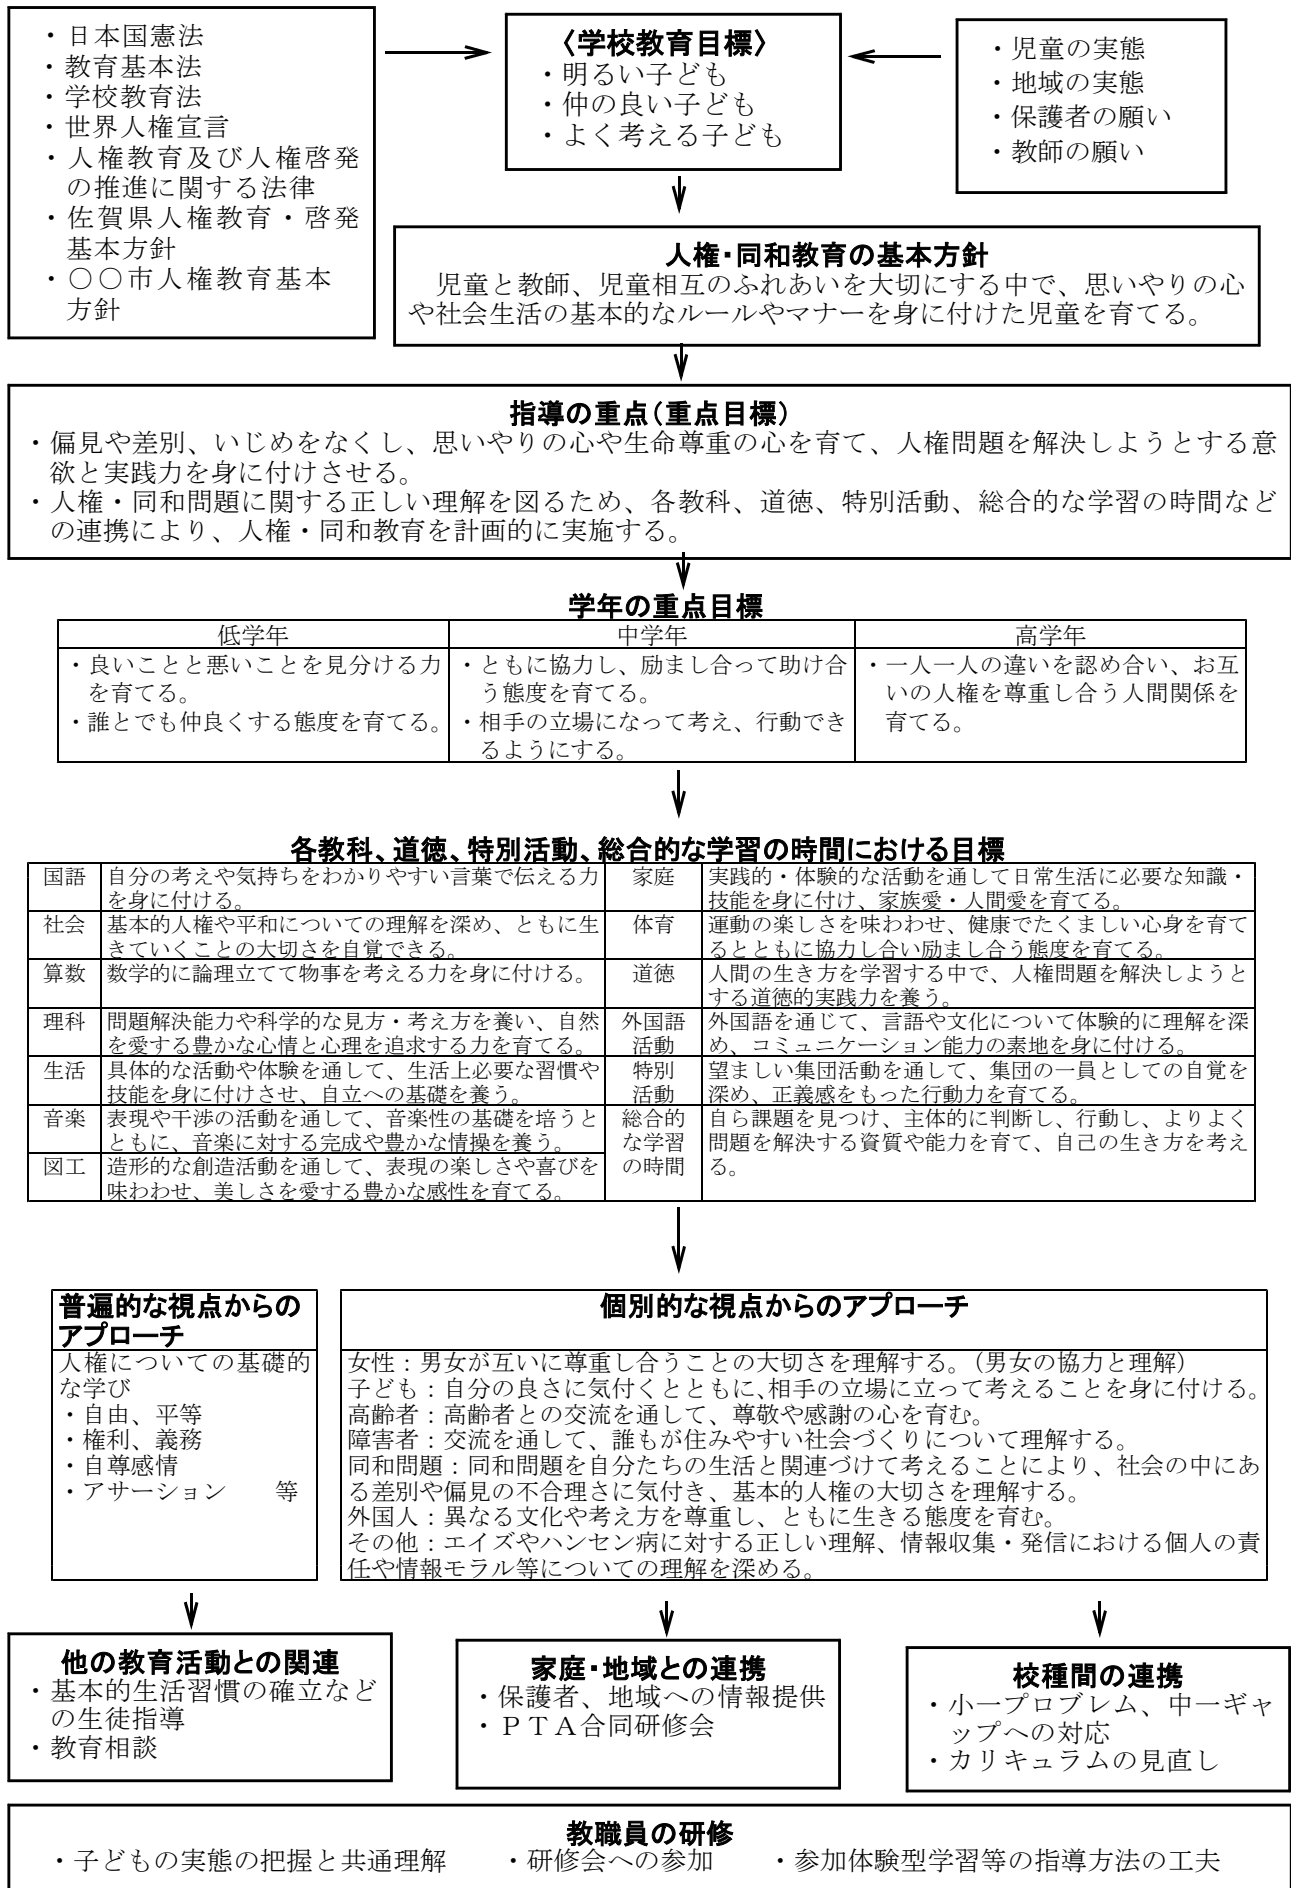 ・日本国憲法
・教育基本法
・学校教育法
・世界人権宣言
・人権教育及び人権啓発
の推進に関する法律
・佐賀県人権教育・啓発
基本方針
・○○市人権教育基本
方針
〈学校教育目標〉
・明るい子ども
・仲の良い子ども
・よく考える子ども
・児童の実態
・地域の実態
・保護者の願い
・教師の願い
人権・同和教育の基本方針
児童と教師、児童相互のふれあいを大切にする中で、思いやりの心
や社会生活の基本的なルールやマナーを身に付けた児童を育てる。
指導の重点(重点目標)
・偏見や差別、いじめをなくし、思いやりの心や生命尊重の心を育て、人権問題を解決しようとする意
欲と実践力を身に付けさせる。
・人権・同和問題に関する正しい理解を図るため、各教科、道徳、特別活動、総合的な学習の時間など
の連携により、人権・同和教育を計画的に実施する。
学年の重点目標
低学年
・良いことと悪いことを見分ける力
を育てる。
・誰とでも仲良くする態度を育てる。
中学年
・ともに協力し、励まし合って助け合
う態度を育てる。
・相手の立場になって考え、行動でき
るようにする。
高学年
・一人一人の違いを認め合い、お互
いの人権を尊重し合う人間関係を
育てる。
各教科、道徳、特別活動、総合的な学習の時間における目標
国語 自分の考えや気持ちをわかりやすい言葉で伝える力
を身に付ける。
社会 基本的人権や平和についての理解を深め、ともに生
きていくことの大切さを自覚できる。
算数 数学的に論理立てて物事を考える力を身に付ける。
理科 問題解決能力や科学的な見方・考え方を養い、自然
を愛する豊かな心情と心理を追求する力を育てる。
生活 具体的な活動や体験を通して、生活上必要な習慣や
技能を身に付けさせ、自立への基礎を養う。
音楽 表現や干渉の活動を通して、音楽性の基礎を培うと
ともに、音楽に対する完成や豊かな情操を養う。
図工 造形的な創造活動を通して、表現の楽しさや喜びを
味わわせ、美しさを愛する豊かな感性を育てる。
家庭 実践的・体験的な活動を通して日常生活に必要な知識・
技能を身に付け、家族愛・人間愛を育てる。
体育 運動の楽しさを味わわせ、健康でたくましい心身を育て
るとともに協力し合い励まし合う態度を育てる。
道徳 人間の生き方を学習する中で、人権問題を解決しようと
する道徳的実践力を養う。
外国語 外国語を通じて、言語や文化について体験的に理解を深
活動 め、コミュニケーション能力の素地を身に付ける。
特別 望ましい集団活動を通して、集団の一員としての自覚を
活動 深め、正義感をもった行動力を育てる。
総合的 自ら課題を見つけ、主体的に判断し、行動し、よりよく
な学習 問題を解決する資質や能力を育て、自己の生き方を考え
の時間 る。
普遍的な視点からの
アプローチ
人権についての基礎的
な学び
・自由、平等
・権利、義務
・自尊感情
・アサーション 等
個別的な視点からのアプローチ
女性:男女が互いに尊重し合うことの大切さを理解する。(男女の協力と理解)
子ども:自分の良さに気付くとともに、相手の立場に立って考えることを身に付ける。
高齢者:高齢者との交流を通して、尊敬や感謝の心を育む。
障害者:交流を通して、誰もが住みやすい社会づくりについて理解する。
同和問題:同和問題を自分たちの生活と関連づけて考えることにより、社会の中にあ
る差別や偏見の不合理さに気付き、基本的人権の大切さを理解する。
外国人:異なる文化や考え方を尊重し、ともに生きる態度を育む。
その他:エイズやハンセン病に対する正しい理解、情報収集・発信における個人の責
任や情報モラル等についての理解を深める。
他の教育活動との関連
・基本的生活習慣の確立など
の生徒指導
・教育相談
家庭・地域との連携
・保護者、地域への情報提供
・PTA合同研修会
校種間の連携
・小一プロブレム、中一ギャ
ップへの対応
・カリキュラムの見直し
教職員の研修
・子どもの実態の把握と共通理解 ・研修会への参加 ・参加体験型学習等の指導方法の工夫